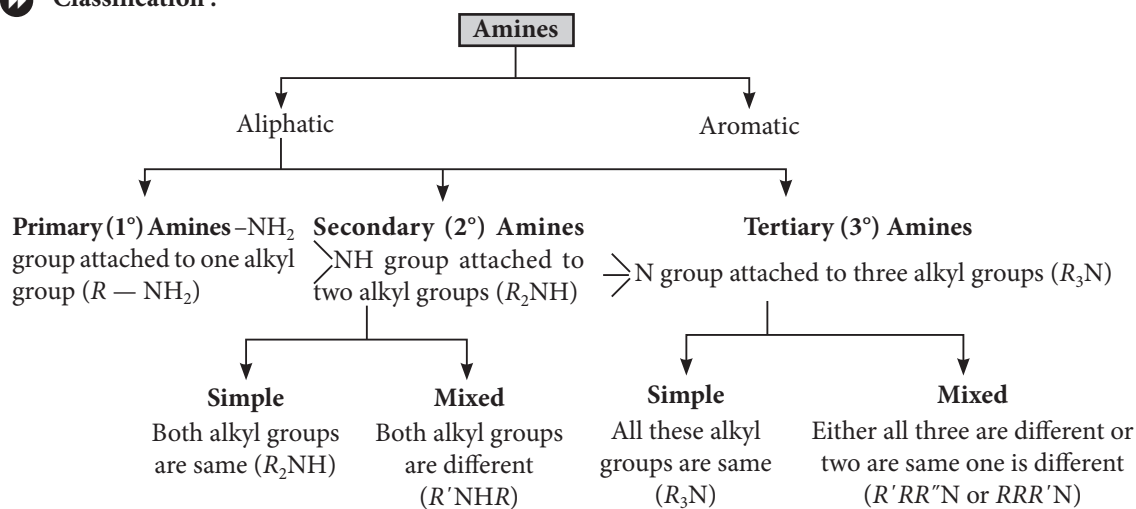 Classification :
Amines
Aliphatic
Aromatic
Primary (1°) Amines –NH₂
group attached to one alkyl
group (R — NH₂)
Secondary (2°) Amines
NH group attached to
two alkyl groups (R₂NH)
Tertiary (3°) Amines
N group attached to three alkyl groups (R₃N)
Simple
Both alkyl groups
are same (R₂NH)
Mixed
Both alkyl groups
are different
(R′NHR)
Simple
All these alkyl
groups are same
(R₃N)
Mixed
Either all three are different or
two are same one is different
(R′RR″N or RRR′N)